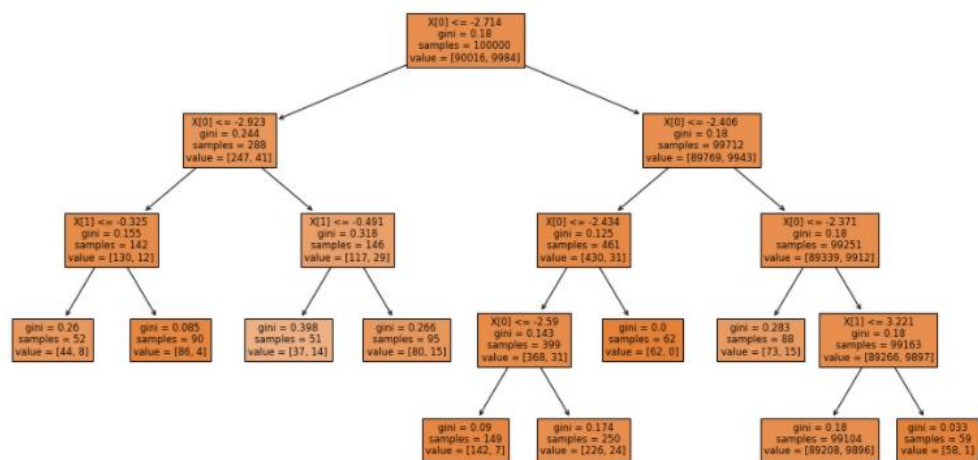 X[0] <= -2.714
gini = 0.18
samples = 100000
value = [90016, 9984]
X[0] <= -2.923
gini = 0.244
samples = 288
value = [247, 41]
X[0] <= -2.406
gini = 0.18
samples = 99712
value = [89769, 9943]
X[1] <= -0.325
gini = 0.155
samples = 142
value = [130, 12]
X[1] <= -0.491
gini = 0.318
samples = 146
value = [117, 29]
X[0] <= -2.434
gini = 0.125
samples = 461
value = [430, 31]
X[0] <= -2.371
gini = 0.18
samples = 99251
value = [89339, 9912]
gini = 0.26
samples = 52
value = [44, 8]
gini = 0.085
samples = 90
value = [86, 4]
gini = 0.398
samples = 51
value = [37, 14]
gini = 0.266
samples = 95
value = [80, 15]
X[0] <= -2.59
gini = 0.143
samples = 399
value = [368, 31]
gini = 0.0
samples = 62
value = [62, 0]
gini = 0.283
samples = 88
value = [73, 15]
X[1] <= 3.221
gini = 0.18
samples = 99163
value = [89266, 9897]
gini = 0.09
samples = 149
value = [142, 7]
gini = 0.174
samples = 250
value = [226, 24]
gini = 0.18
samples = 99104
value = [89208, 9896]
gini = 0.033
samples = 59
value = [58, 1]